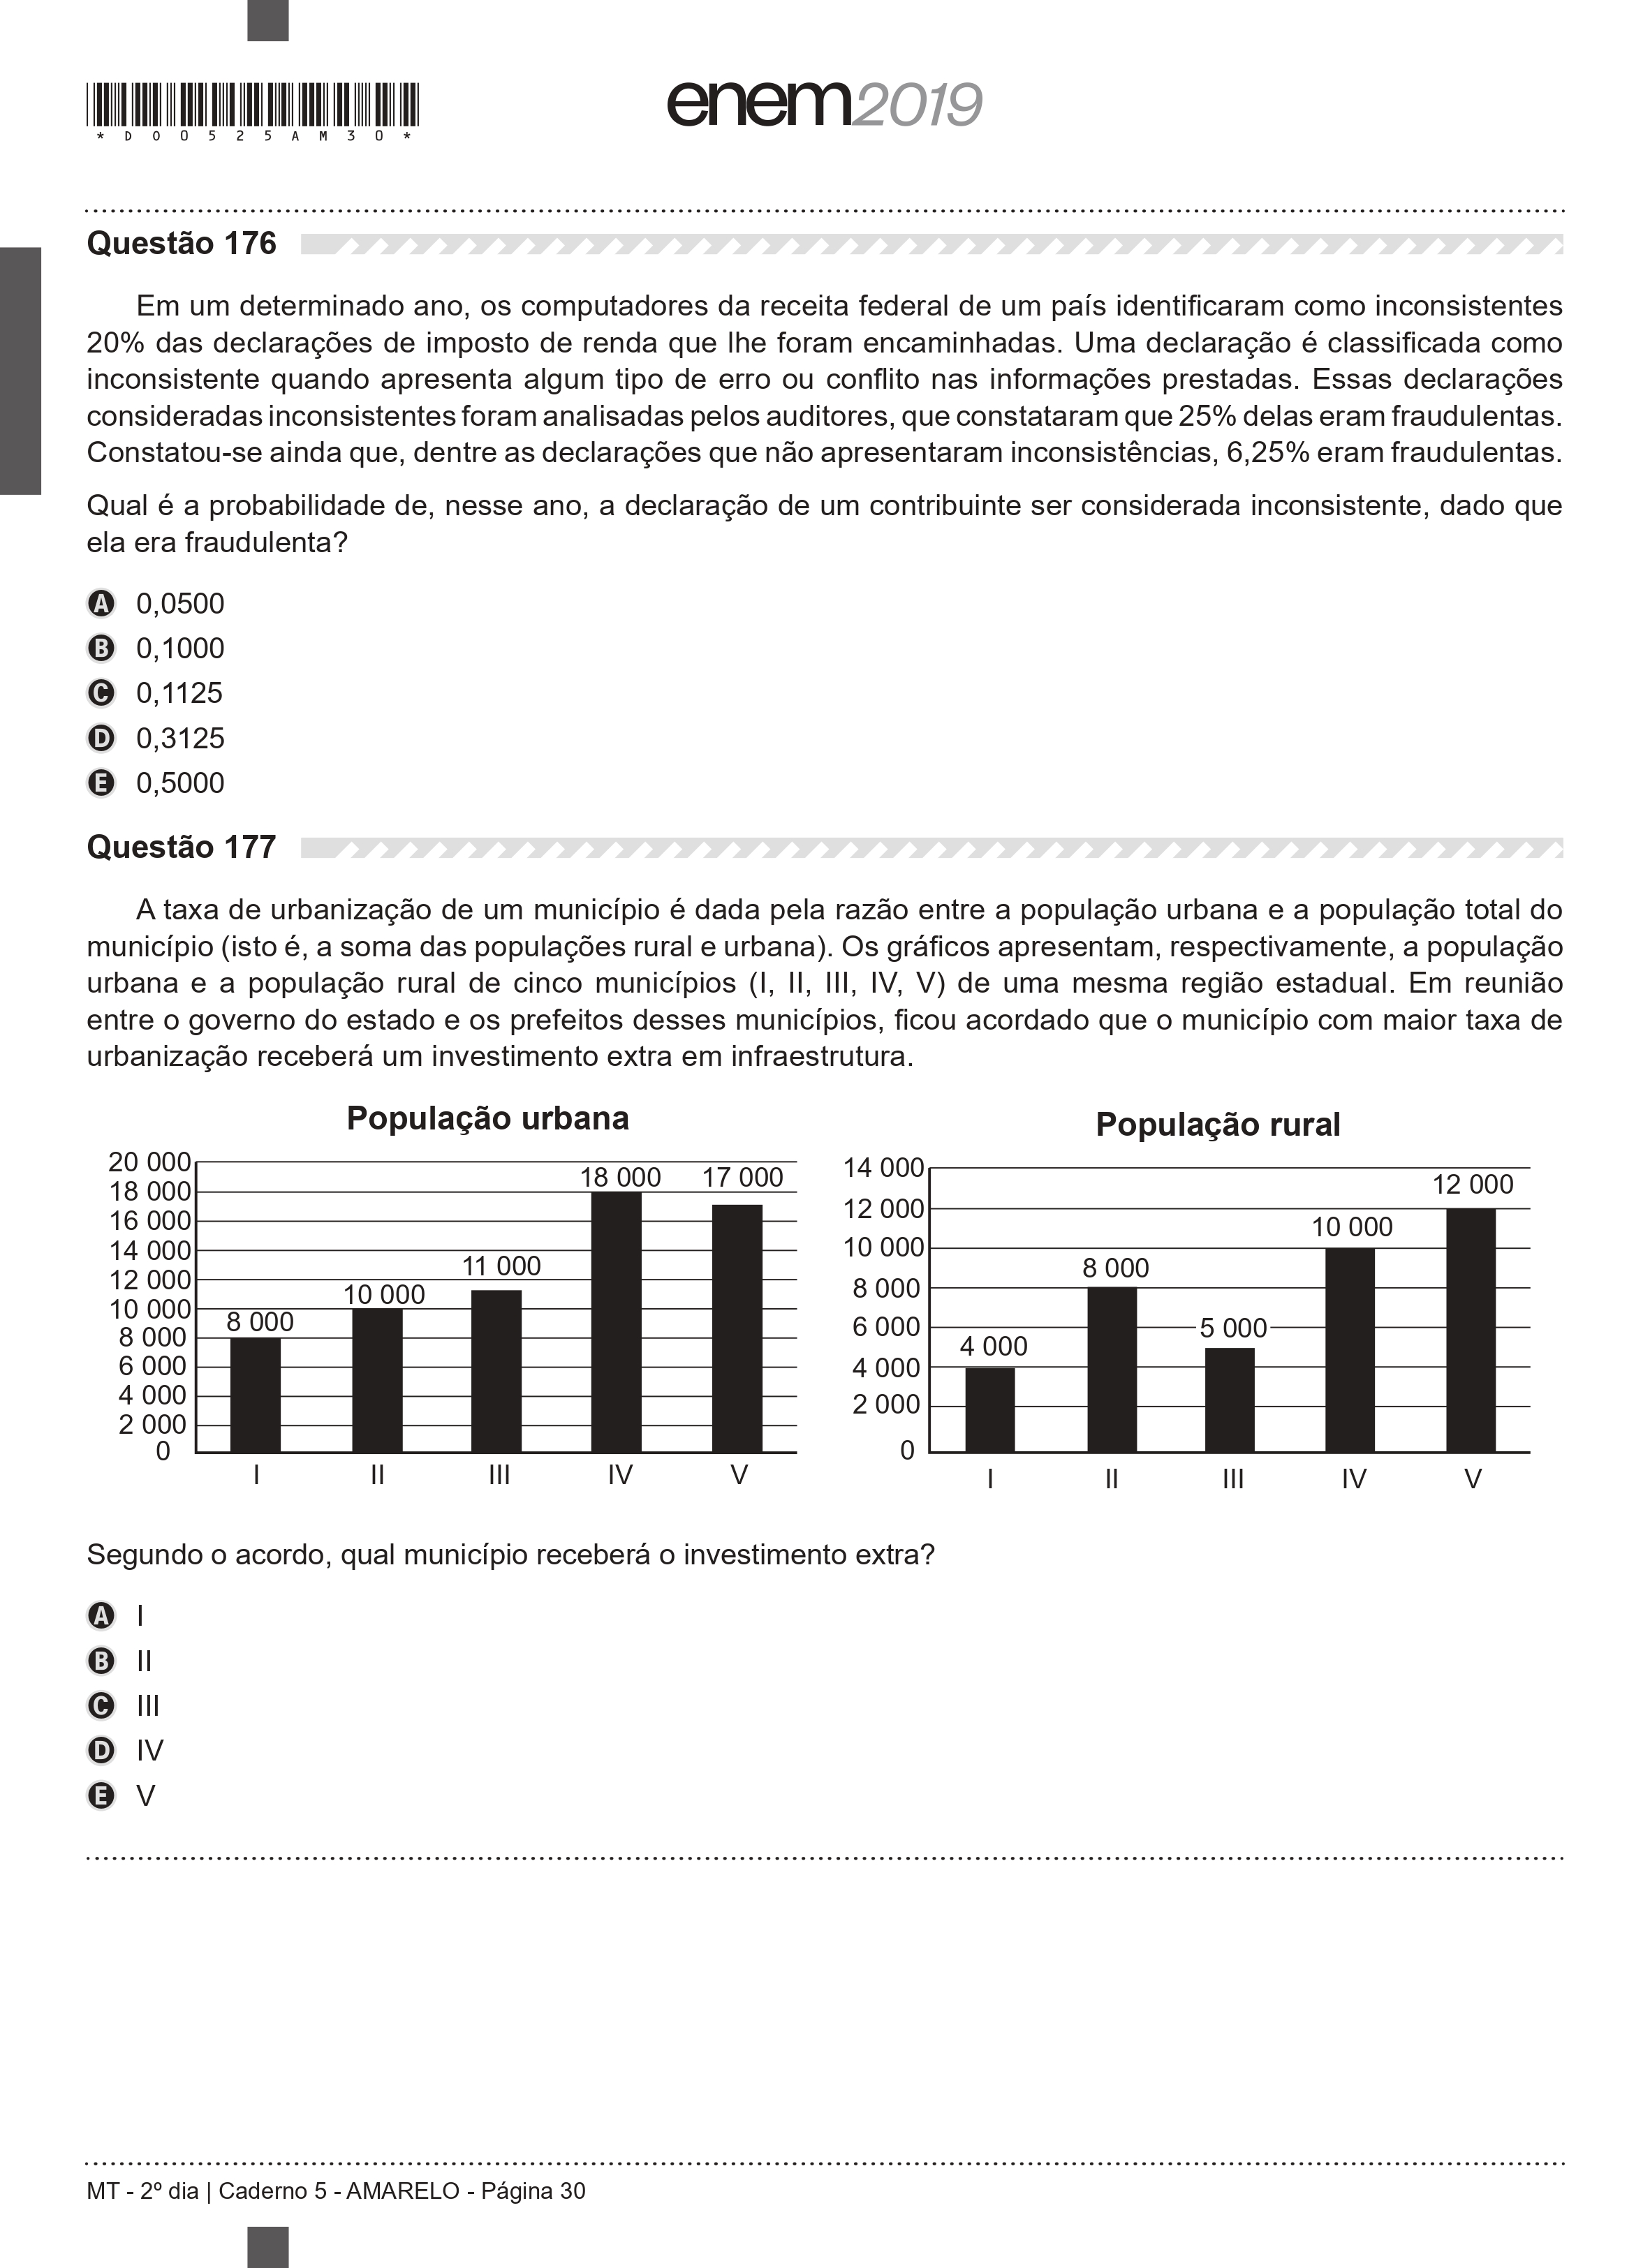 *D0O525AM30*
enem2019
Questão 176
Em um determinado ano, os computadores da receita federal de um país identificaram como inconsistentes
20% das declarações de imposto de renda que lhe foram encaminhadas. Uma declaração é classificada como
inconsistente quando apresenta algum tipo de erro ou conflito nas informações prestadas. Essas declarações
consideradas inconsistentes foram analisadas pelos auditores, que constataram que 25% delas eram fraudulentas.
Constatou-se ainda que, dentre as declarações que não apresentaram inconsistências, 6,25% eram fraudulentas.
Qual é a probabilidade de, nesse ano, a declaração de um contribuinte ser considerada inconsistente, dado que
ela era fraudulenta?
A 0,0500
B 0,1000
C 0,1125
D 0,3125
E 0,5000
Questão 177
A taxa de urbanização de um município é dada pela razão entre a população urbana e a população total do
município (isto é, a soma das populações rural e urbana). Os gráficos apresentam, respectivamente, a população
urbana e a população rural de cinco municípios (I, II, III, IV, V) de uma mesma região estadual. Em reunião
entre o governo do estado e os prefeitos desses municípios, ficou acordado que o município com maior taxa de
urbanização receberá um investimento extra em infraestrutura.
População urbana
20 000
18 000
16 000
14 000
12 000
10 000
8 000
6 000
4 000
2 000
0
8 000
10 000
11 000
18 000
17 000
I II III IV V
População rural
14 000
12 000
10 000
8 000
6 000
4 000
2 000
0
4 000
8 000
5 000
10 000
12 000
I II III IV V
Segundo o acordo, qual município receberá o investimento extra?
A I
B II
C III
D IV
E V
MT - 2º dia | Caderno 5 - AMARELO - Página 30